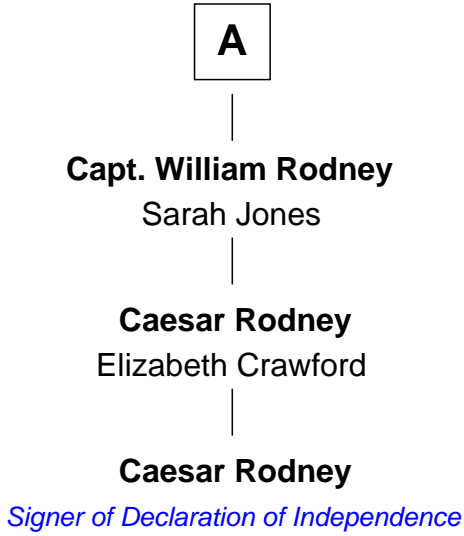 A
Capt. William Rodney
Sarah Jones
Caesar Rodney
Elizabeth Crawford
Caesar Rodney
Signer of Declaration of Independence